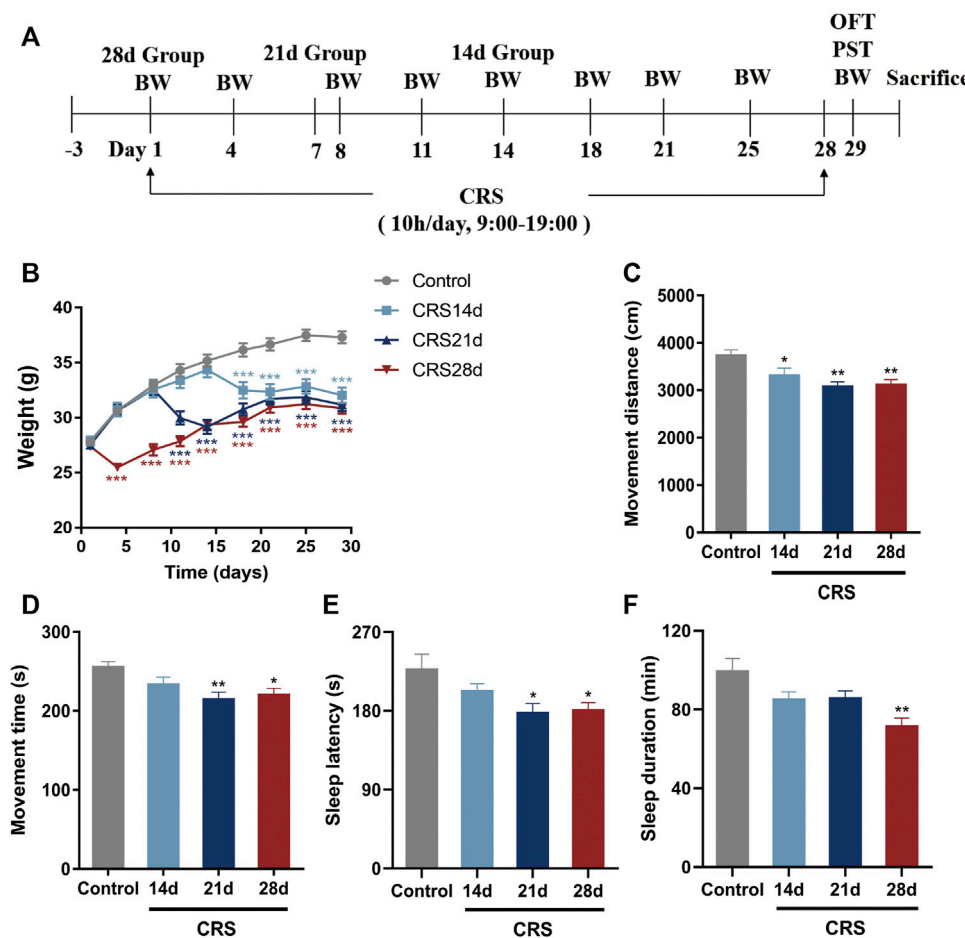 A
28d Group 21d Group 14d Group OFT
PST
BW BW BW BW BW BW BW BW BW Sacrifice
-3 Day 1 4 7 8 11 14 18 21 25 28 29
CRS
( 10h/day, 9:00-19:00 )
B
Control
CRS14d
CRS21d
CRS28d
Weight (g)
40
35
30
25
20
*** *** *** ***
*** *** *** *** *** ***
*** *** *** *** *** *** *** ***
0 5 10 15 20 25 30
Time (days)
C
Movement distance (cm)
5000
4000
3000
2000
1000
0
* ** **
Control 14d 21d 28d
CRS
D
Movement time (s)
300
200
100
0
** *
Control 14d 21d 28d
CRS
E
Sleep latency (s)
270
180
90
0
* *
Control 14d 21d 28d
CRS
F
Sleep duration (min)
120
80
40
0
**
Control 14d 21d 28d
CRS